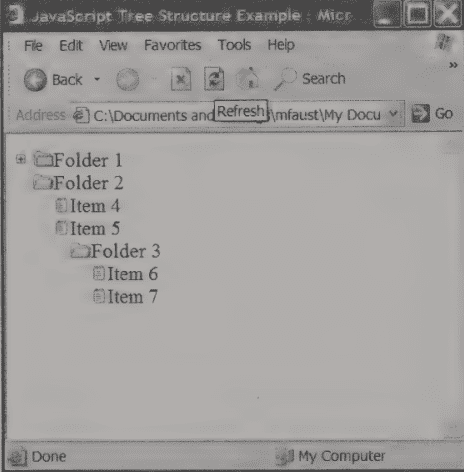 JavaScript Tree Structure Example : Micr
File Edit View Favorites Tools Help
Back Search
Address C:\Documents and \mfaust\My Docu Go
Refresh
Folder 1
Folder 2
Item 4
Item 5
Folder 3
Item 6
Item 7
Done My Computer